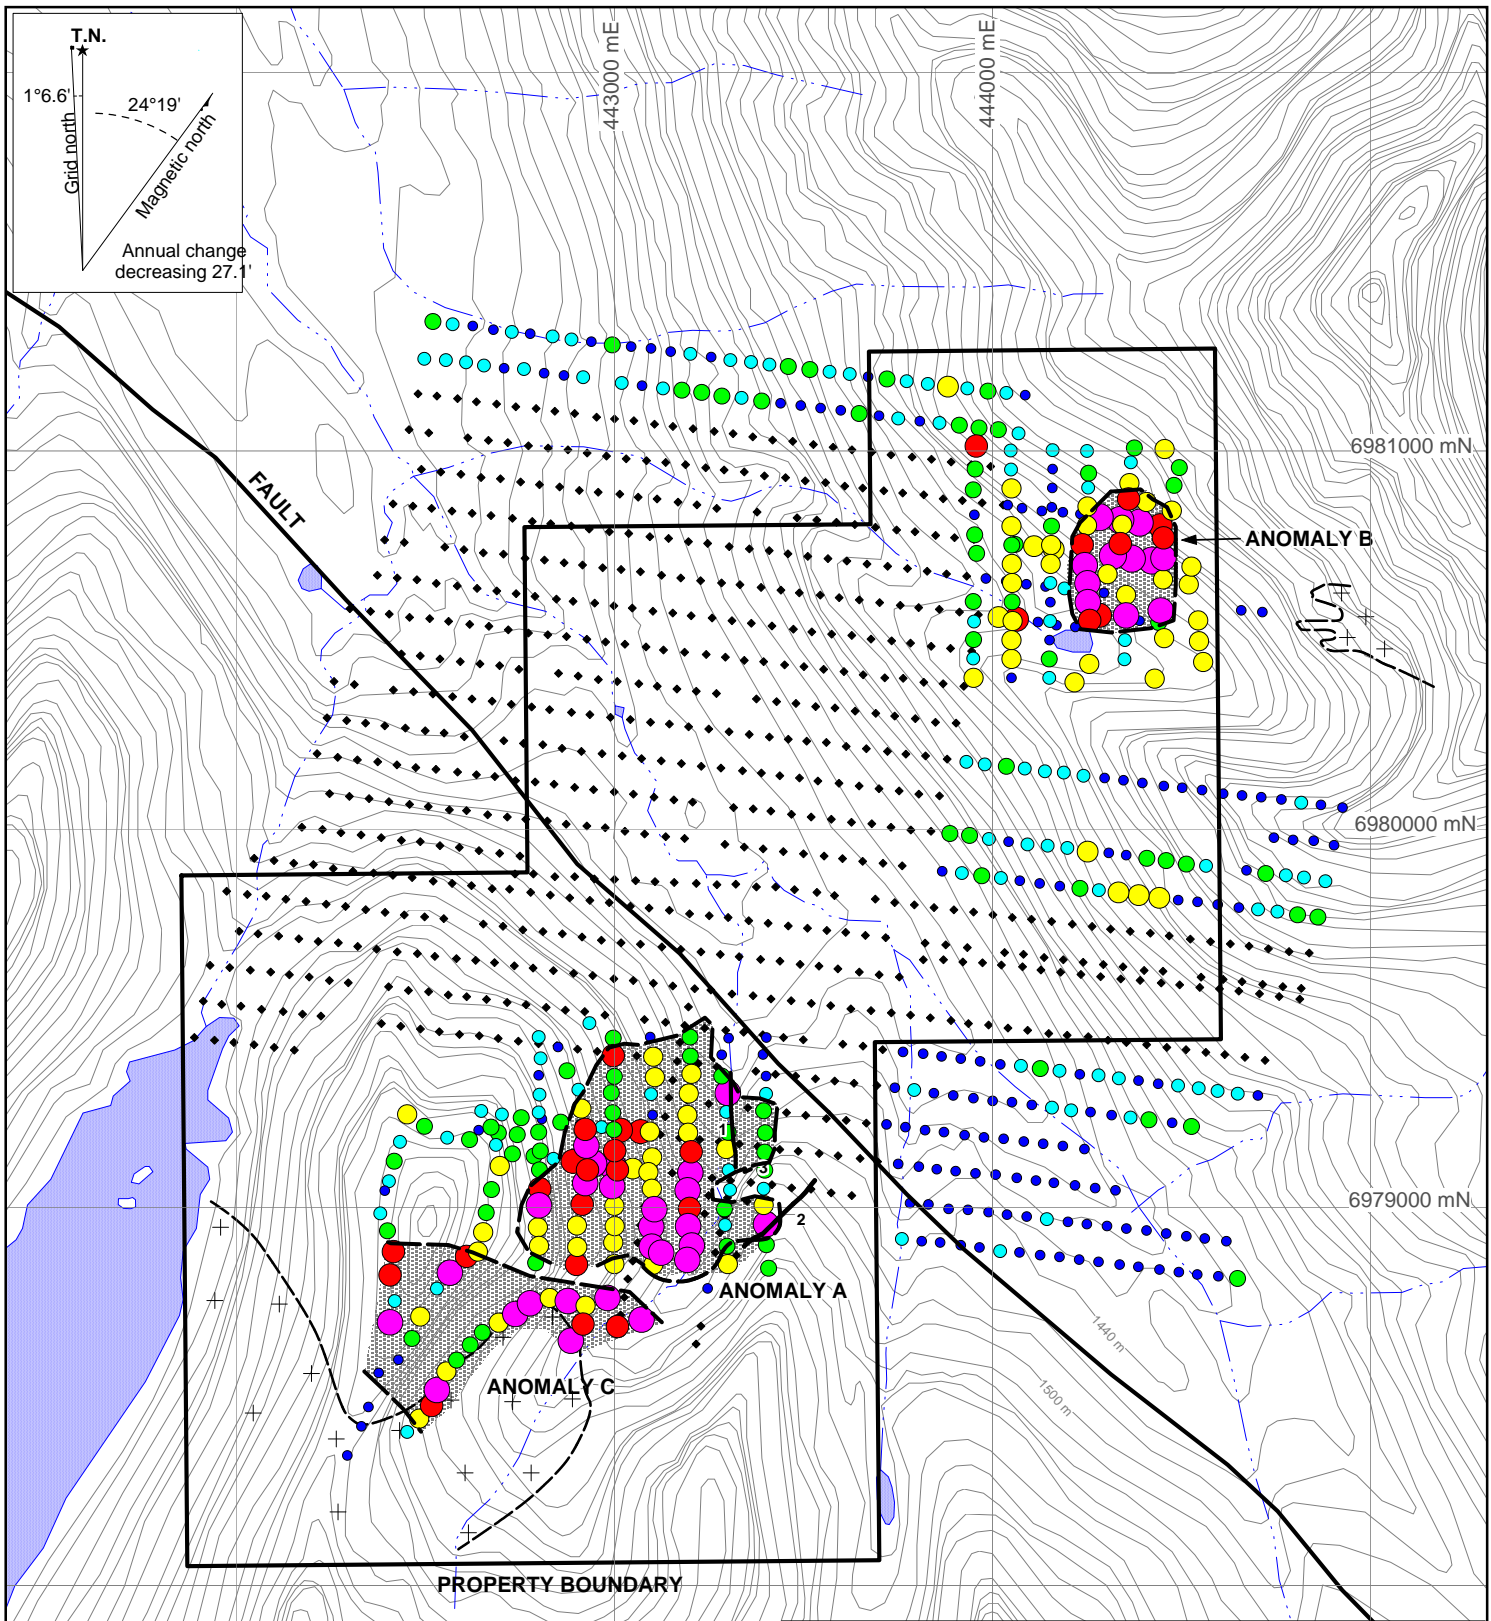 T.N.
1°6.6'
24°19'
Grid north
Magnetic north
Annual change
decreasing 27.1'
443000 mE
444000 mE
6981000 mN
FAULT
ANOMALY B
6980000 mN
1
3
2
6979000 mN
ANOMALY A
1440 m
1500 m
ANOMALY C
PROPERTY BOUNDARY